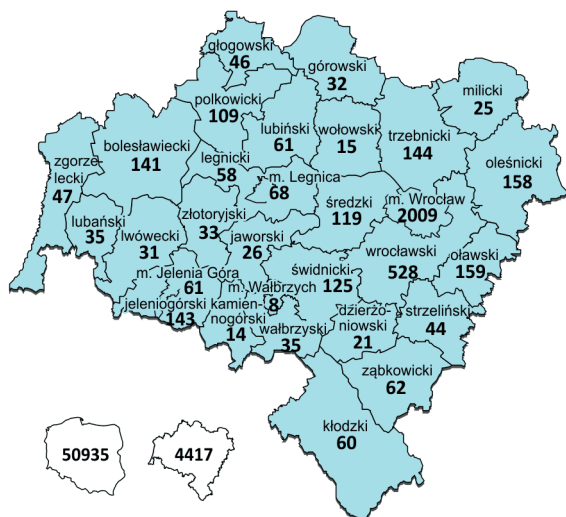 głogowski
46
górowski
32
milicki
25
polkowicki
109
lubiński
61
wołowski
15
trzebnicki
144
bolesławiecki
141
oleśnicki
158
zgorze-
lecki
47
legnicki
58
m. Legnica
68
średzki
119
m. Wrocław
2009
lubański
35
lwówecki
31
złotoryjski
33
jaworski
26
wrocławski
528
oławski
159
świdnicki
125
m. Jelenia Góra
61
m. Wałbrzych
8
jeleniogórski
143
kamien-
nogórski
14
wałbrzyski
35
dzierżo-
niowski
21
strzeliński
44
ząbkowicki
62
kłodzki
60
50935
4417